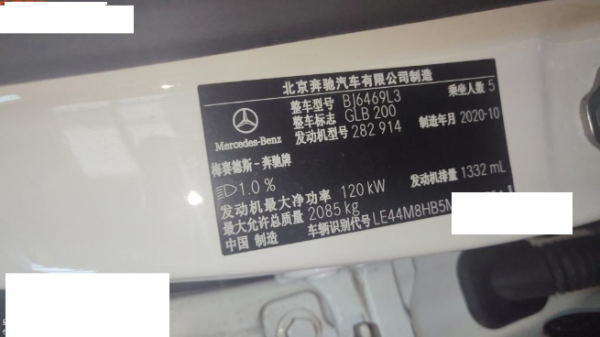 北京奔驰汽车有限公司制造
整车型号 BJ6469L3 乘坐人数 5
整车标志 GLB 200
发动机型号 282 914 制造年月 2020-10
Mercedes-Benz
梅赛德斯-奔驰牌
1.0 %
发动机最大净功率 120 kW 发动机排量 1332 mL
最大允许总质量 2085 kg
中国 制造 车辆识别代号 LE44M8HB5